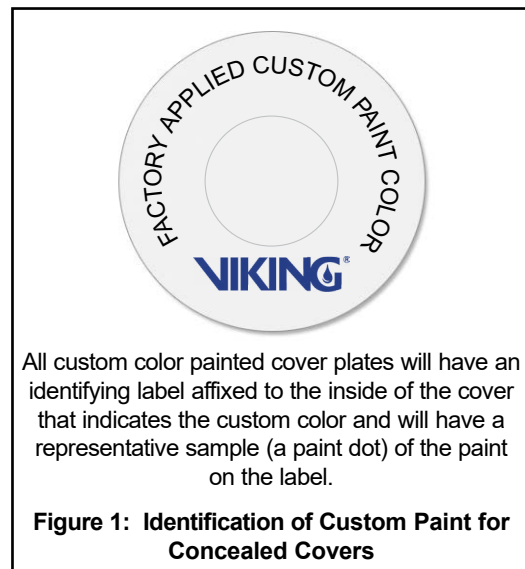 FACTORY APPLIED CUSTOM PAINT COLOR
VIKING®
All custom color painted cover plates will have an
identifying label affixed to the inside of the cover
that indicates the custom color and will have a
representative sample (a paint dot) of the paint
on the label.
Figure 1: Identification of Custom Paint for
Concealed Covers